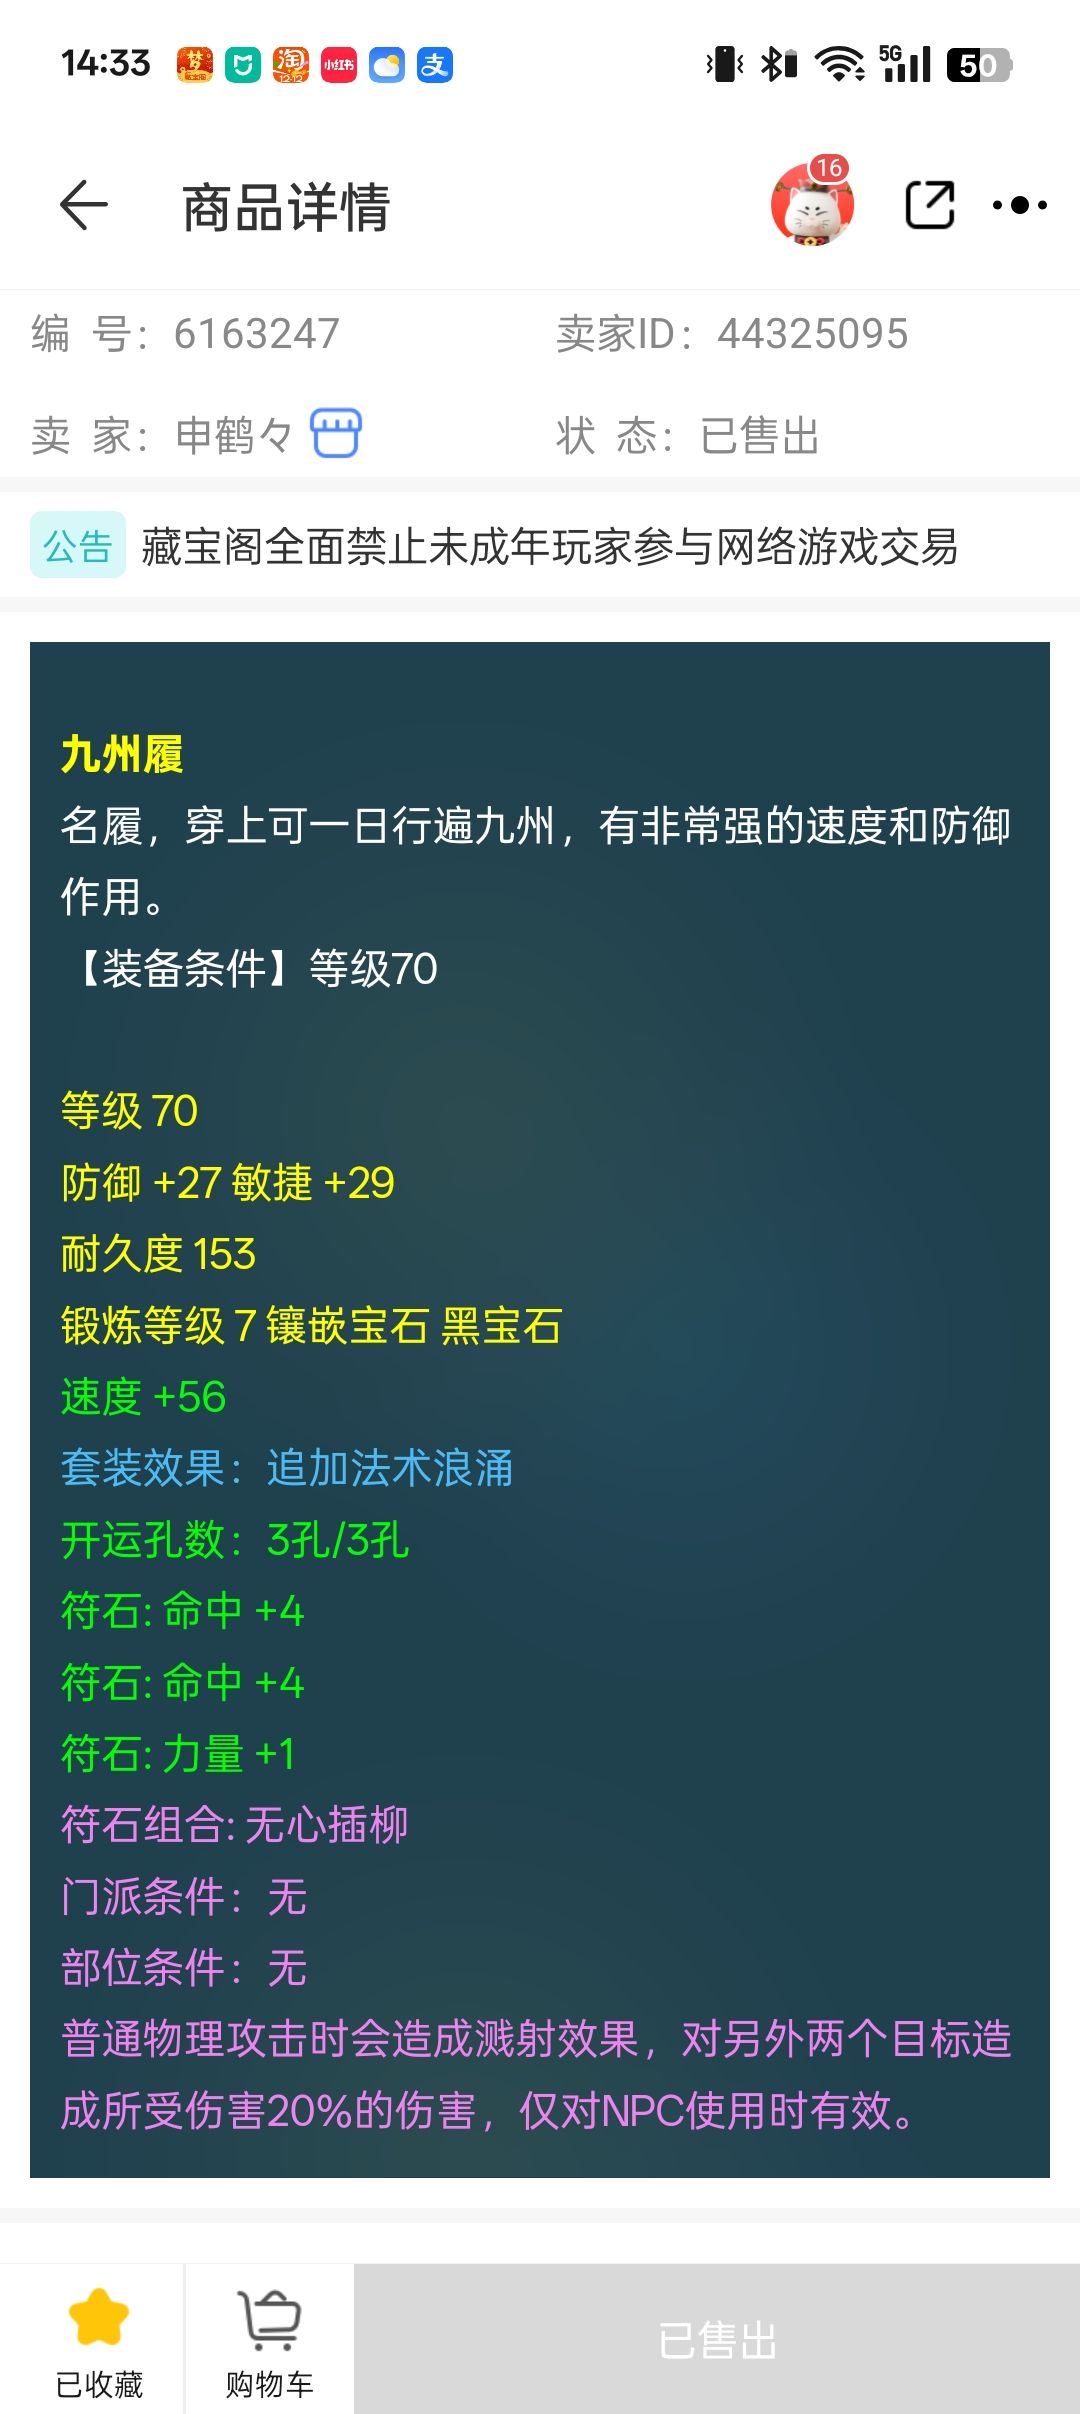 14:33
梦
淘
12.12
小红书
支
5G
50
商品详情
16
编 号：6163247
卖家ID：44325095
卖 家：申鹤々
状 态：已售出
公告 藏宝阁全面禁止未成年玩家参与网络游戏交易
九州履
名履，穿上可一日行遍九州，有非常强的速度和防御
作用。
【装备条件】等级70
等级 70
防御 +27 敏捷 +29
耐久度 153
锻炼等级 7 镶嵌宝石 黑宝石
速度 +56
套装效果：追加法术浪涌
开运孔数：3孔/3孔
符石: 命中 +4
符石: 命中 +4
符石: 力量 +1
符石组合: 无心插柳
门派条件：无
部位条件：无
普通物理攻击时会造成溅射效果，对另外两个目标造
成所受伤害20%的伤害，仅对NPC使用时有效。
已收藏
购物车
已售出